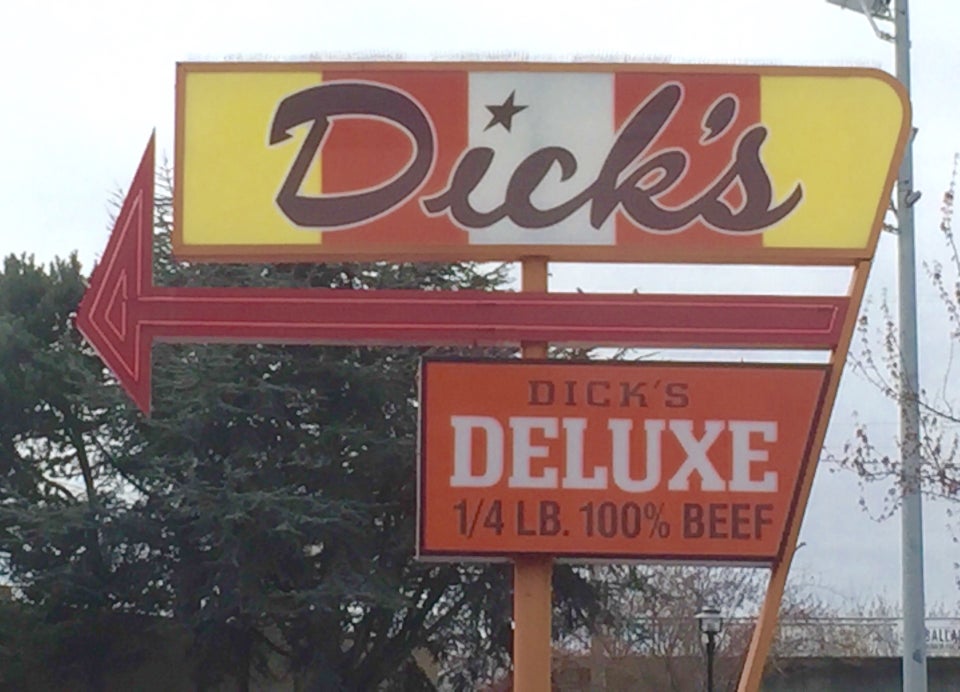 Dick's
DICK'S
DELUXE
1/4 LB. 100% BEEF